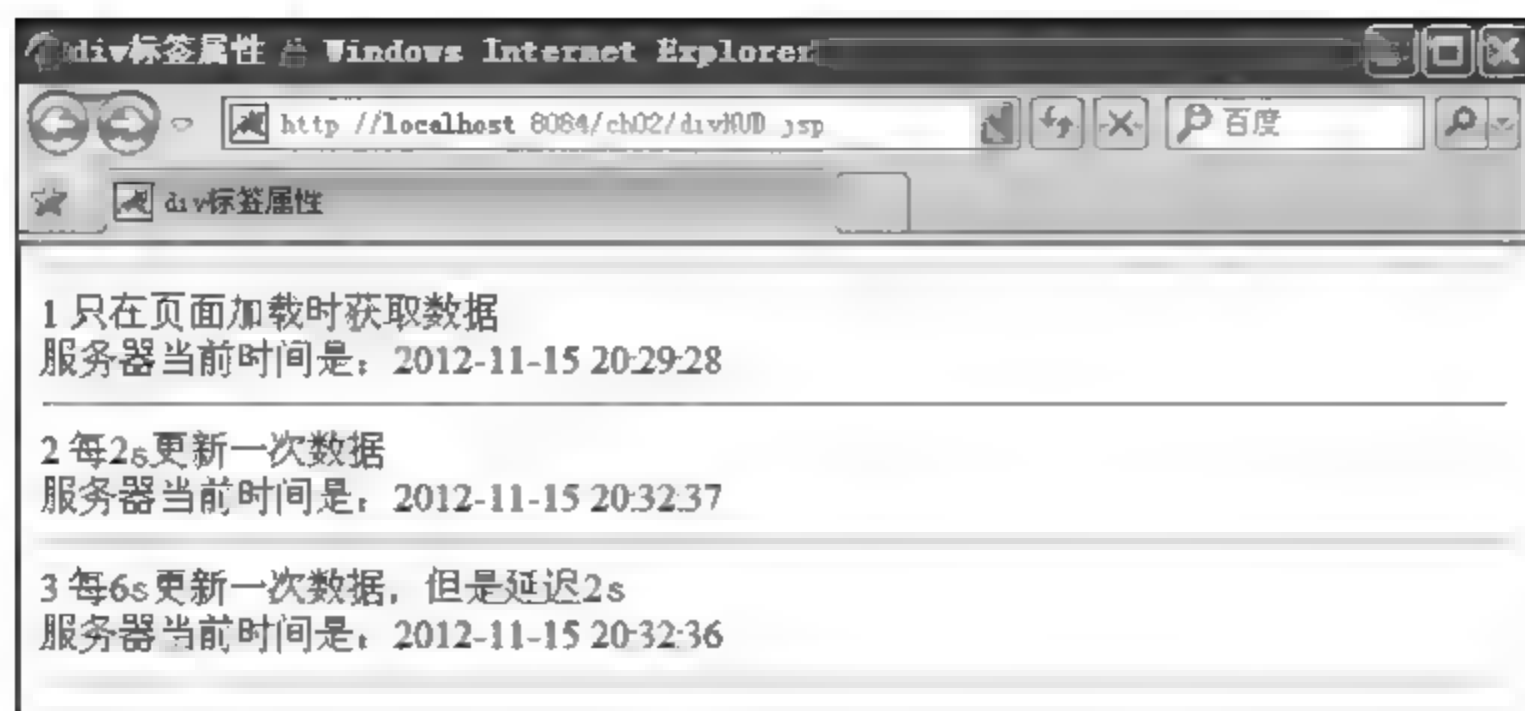 div标签属性 - Windows Internet Explorer
http://localhost:8084/ch02/divHUD.jsp
百度
div标签属性
1 只在页面加载时获取数据
服务器当前时间是：2012-11-15 20:29:28
2 每2s更新一次数据
服务器当前时间是：2012-11-15 20:32:37
3 每6s更新一次数据，但是延迟2s
服务器当前时间是：2012-11-15 20:32:36